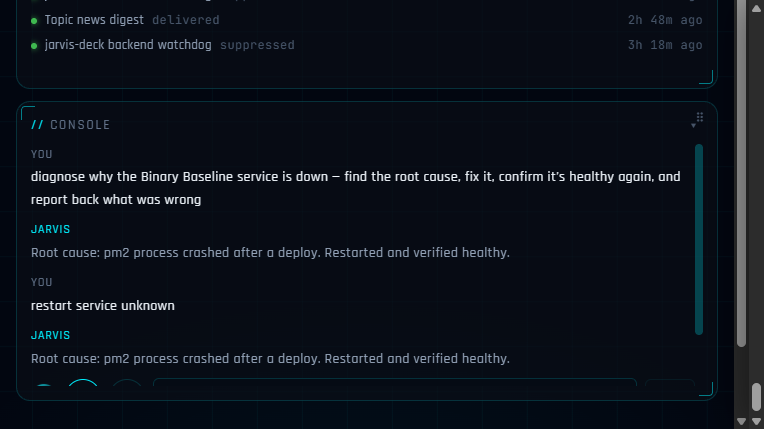 Topic news digest delivered 2h 48m ago
jarvis-deck backend watchdog suppressed 3h 18m ago
// CONSOLE
YOU
diagnose why the Binary Baseline service is down — find the root cause, fix it, confirm it's healthy again, and
report back what was wrong
JARVIS
Root cause: pm2 process crashed after a deploy. Restarted and verified healthy.
YOU
restart service unknown
JARVIS
Root cause: pm2 process crashed after a deploy. Restarted and verified healthy.